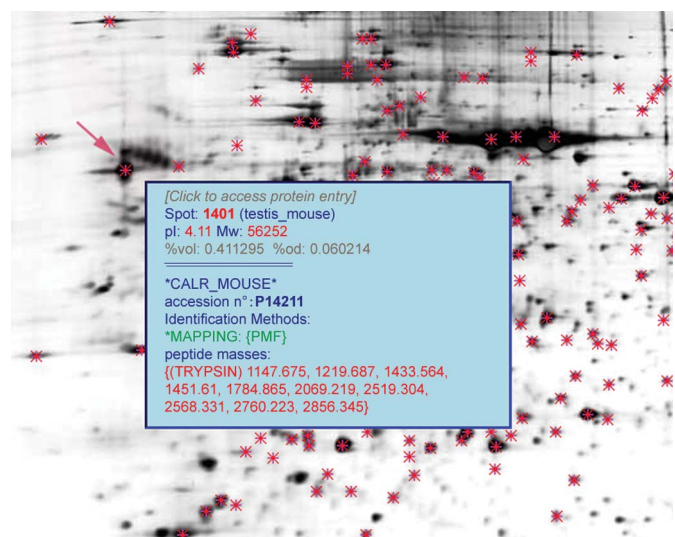 [Click to access protein entry]
Spot: 1401 (testis_mouse)
pI: 4.11 Mw: 56252
%vol: 0.411295 %od: 0.060214
*CALR_MOUSE*
accession n°: P14211
Identification Methods:
*MAPPING: {PMF}
peptide masses:
{(TRYPSIN) 1147.675, 1219.687, 1433.564,
1451.61, 1784.865, 2069.219, 2519.304,
2568.331, 2760.223, 2856.345}